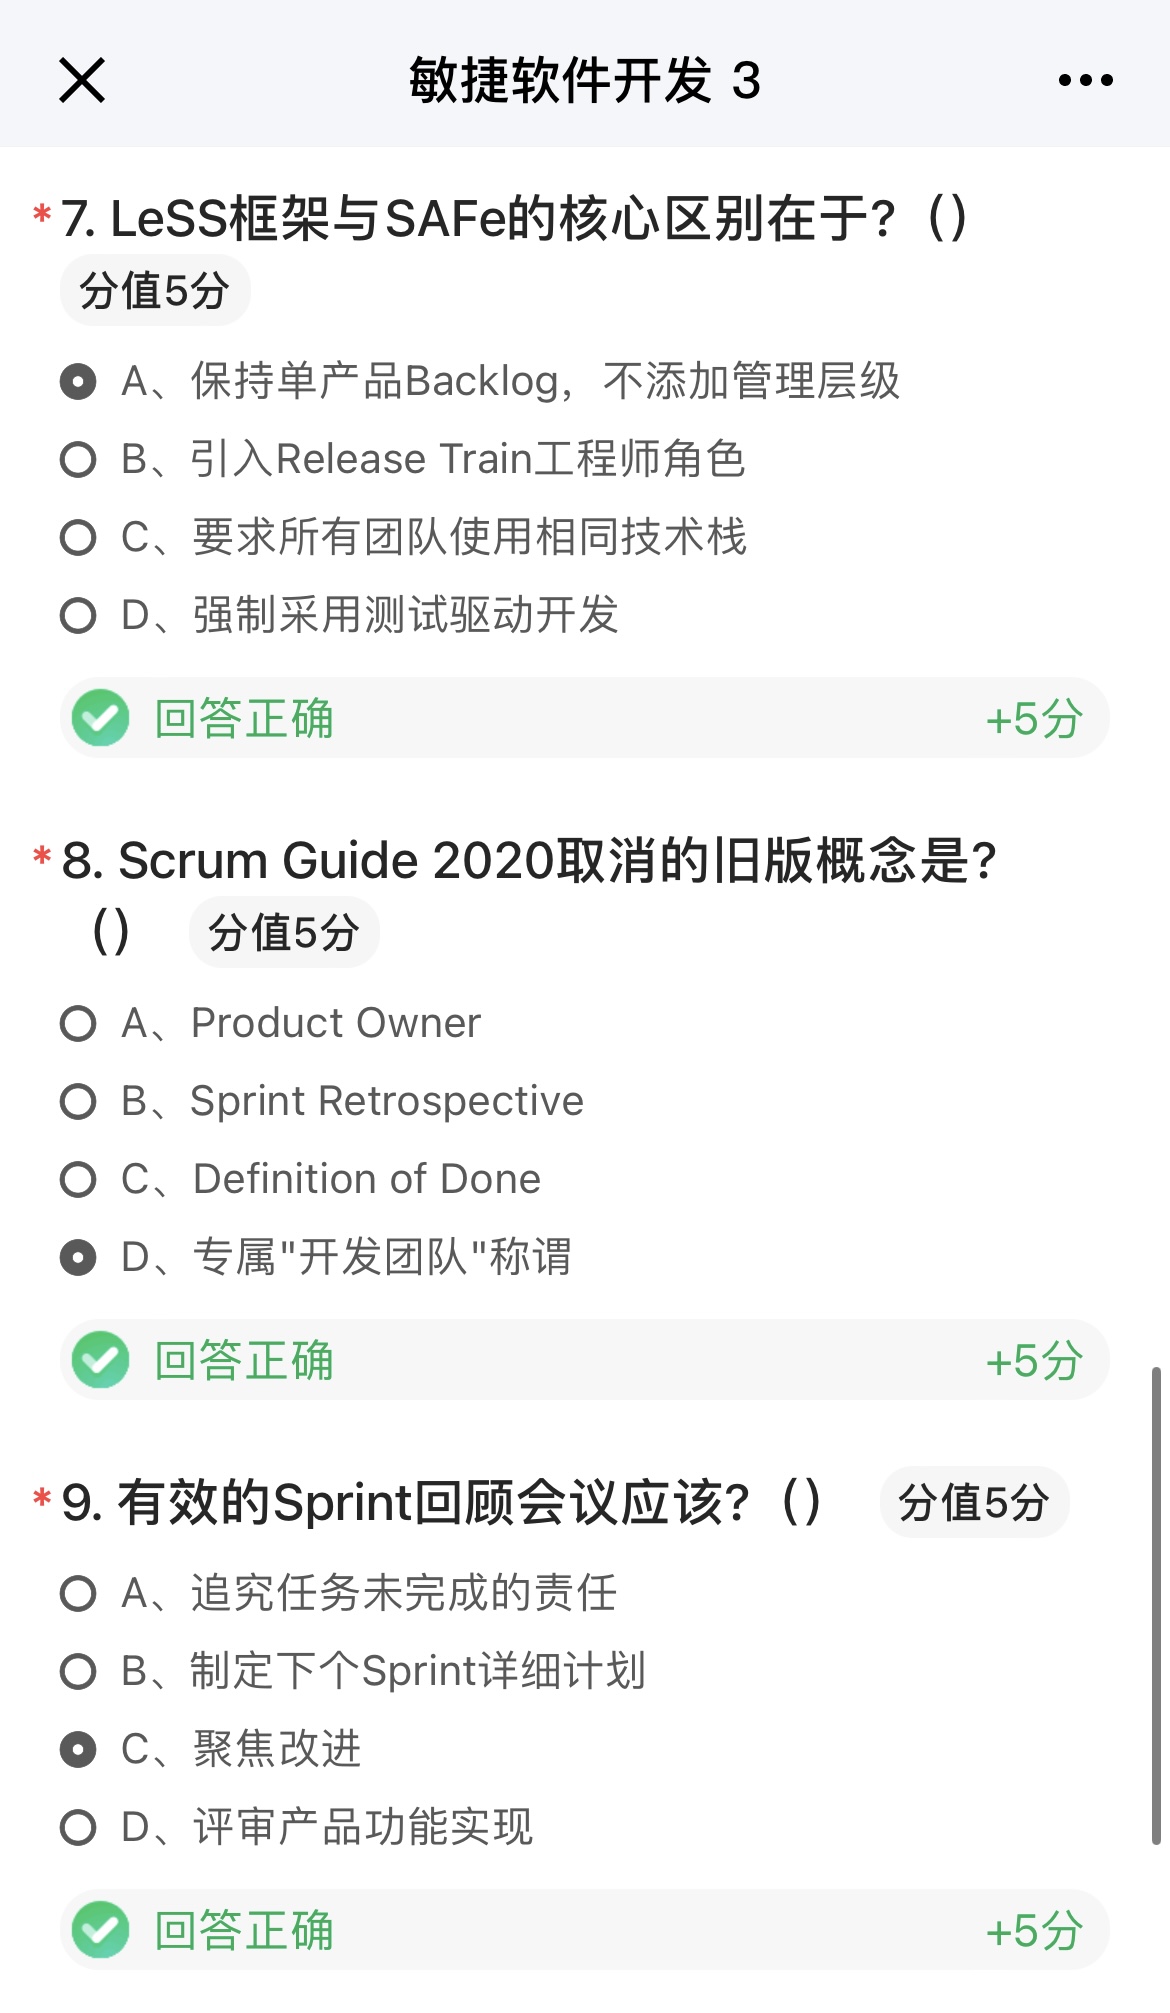 敏捷软件开发 3
*7. LeSS框架与SAFe的核心区别在于?（）
分值5分
A、保持单产品Backlog，不添加管理层级
B、引入Release Train工程师角色
C、要求所有团队使用相同技术栈
D、强制采用测试驱动开发
回答正确 +5分
*8. Scrum Guide 2020取消的旧版概念是?
（） 分值5分
A、Product Owner
B、Sprint Retrospective
C、Definition of Done
D、专属"开发团队"称谓
回答正确 +5分
*9. 有效的Sprint回顾会议应该?（） 分值5分
A、追究任务未完成的责任
B、制定下个Sprint详细计划
C、聚焦改进
D、评审产品功能实现
回答正确 +5分